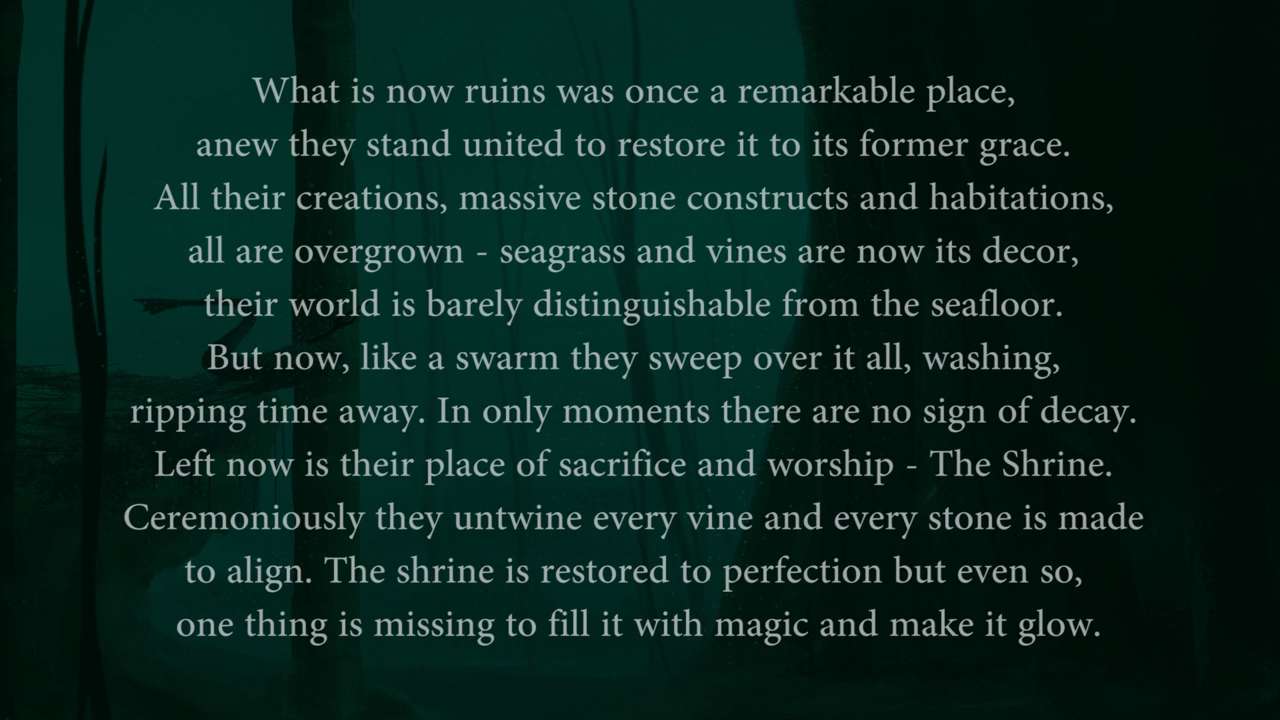 What is now ruins was once a remarkable place,
anew they stand united to restore it to its former grace.
All their creations, massive stone constructs and habitations,
all are overgrown - seagrass and vines are now its decor,
their world is barely distinguishable from the seafloor.
But now, like a swarm they sweep over it all, washing,
ripping time away. In only moments there are no sign of decay.
Left now is their place of sacrifice and worship - The Shrine.
Ceremoniously they untwine every vine and every stone is made
to align. The shrine is restored to perfection but even so,
one thing is missing to fill it with magic and make it glow.